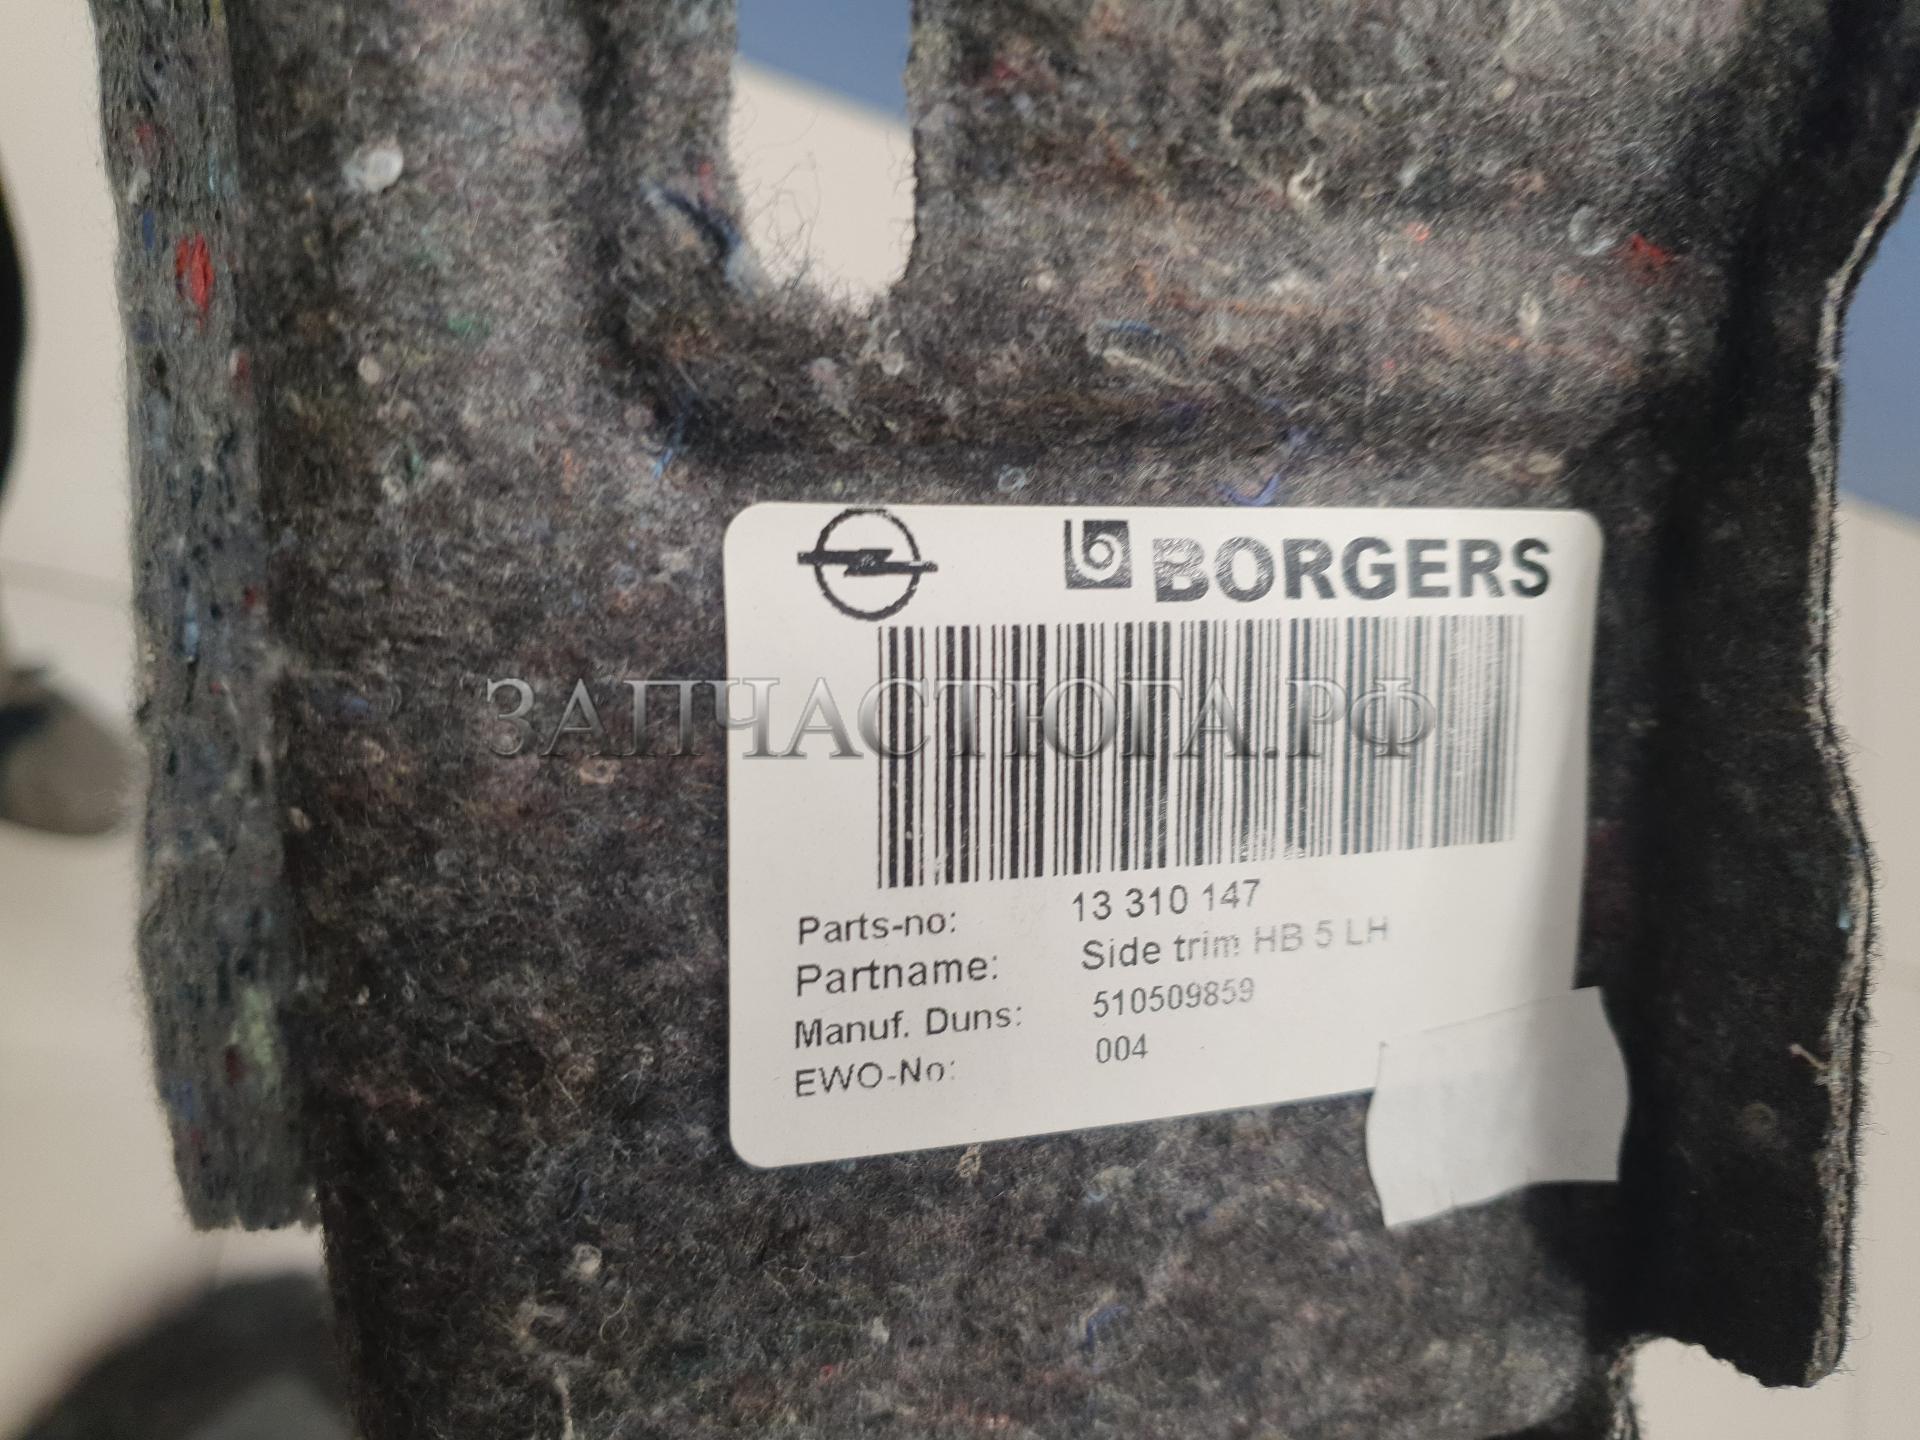 BORGERS
ЗАПЧАСТЮГА.РФ
Parts-no: 13 310 147
Partname: Side trim HB 5 LH
Manuf. Duns: 510509859
EWO-No: 004